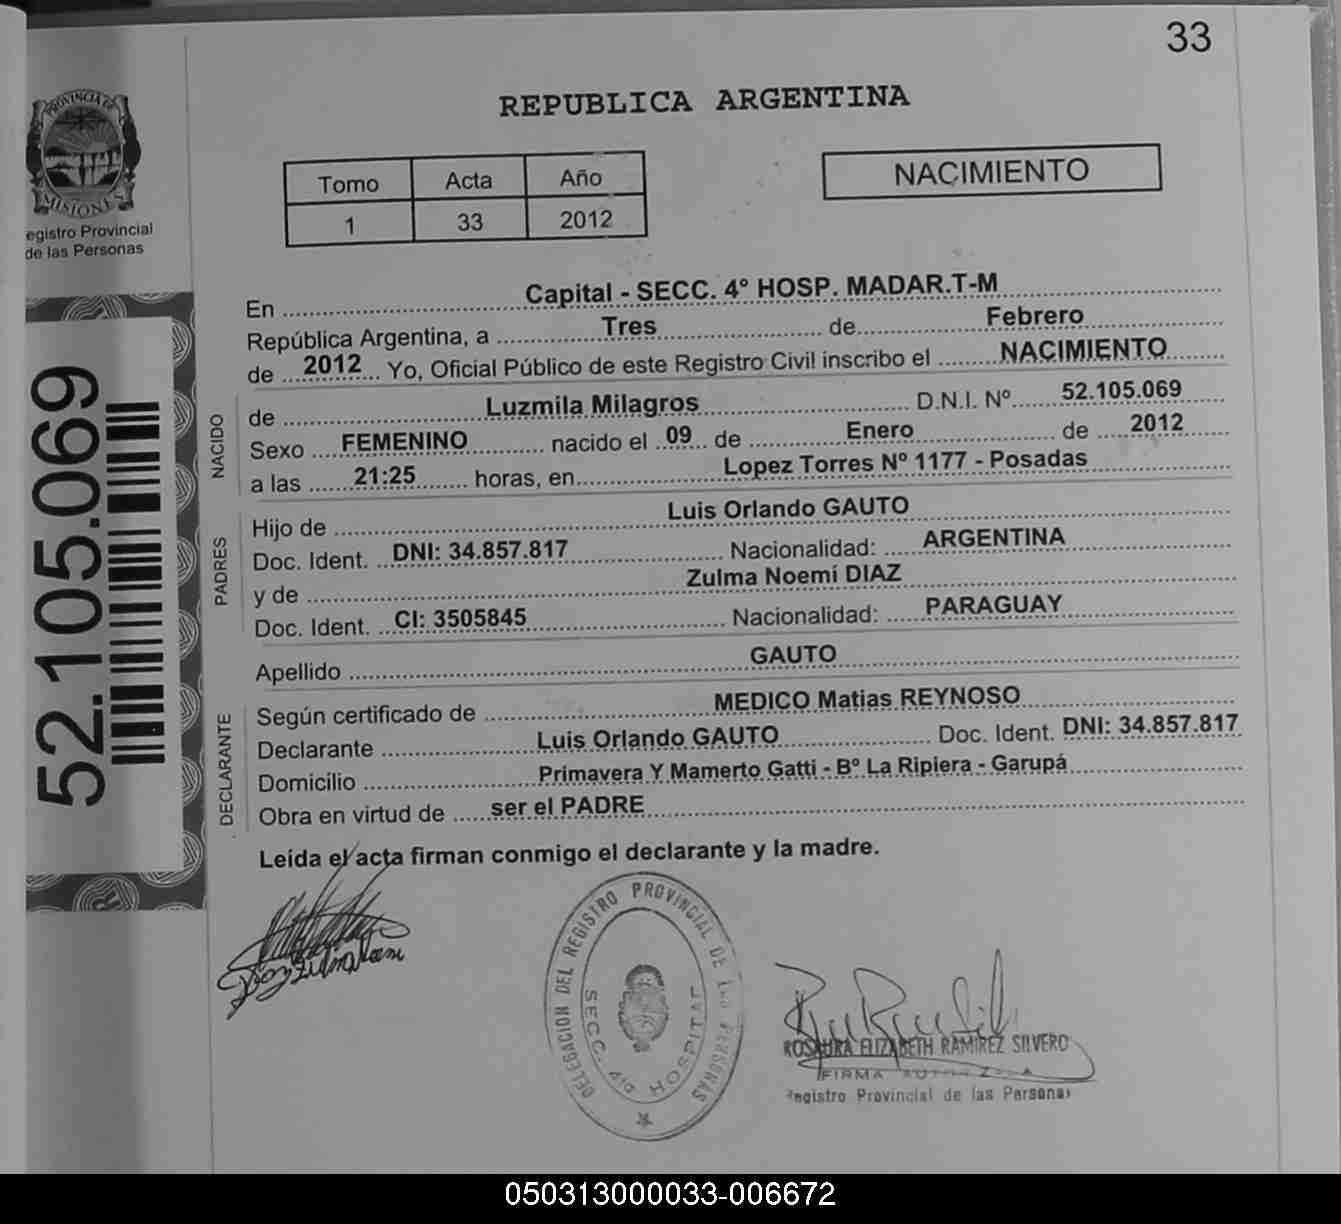 33
PROVINCIA DE
MISIONES
egistro Provincial
de las Personas
REPUBLICA ARGENTINA
Tomo Acta Año
1 33 2012
NACIMIENTO
52.105.069
En Capital - SECC. 4° HOSP. MADAR.T-M
República Argentina, a Tres de Febrero
de 2012 Yo, Oficial Público de este Registro Civil inscribo el NACIMIENTO
NACIDO
de Luzmila Milagros D.N.I. Nº 52.105.069
Sexo FEMENINO nacido el 09 de Enero de 2012
a las 21:25 horas, en Lopez Torres Nº 1177 - Posadas
PADRES
Hijo de Luis Orlando GAUTO
Doc. Ident. DNI: 34.857.817 Nacionalidad: ARGENTINA
y de Zulma Noemí DIAZ
Doc. Ident. CI: 3505845 Nacionalidad: PARAGUAY
Apellido GAUTO
DECLARANTE
Según certificado de MEDICO Matias REYNOSO
Declarante Luis Orlando GAUTO Doc. Ident. DNI: 34.857.817
Domicilio Primavera Y Mamerto Gatti - Bº La Ripiera - Garupá
Obra en virtud de ser el PADRE
Leída el acta firman conmigo el declarante y la madre.
DELEGACION DEL REGISTRO PROVINCIAL DE LAS PERSONAS
SECC. 4ta HOSPITAL
ROSAURA ELIZABETH RAMIREZ SILVERO
FIRMA AUTORIZADA
Registro Provincial de las Personas
050313000033-006672